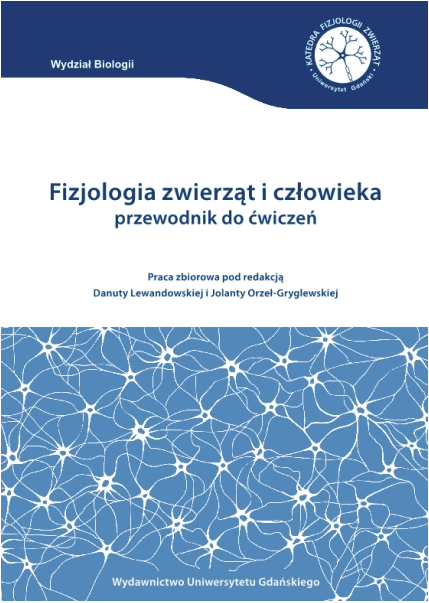 Wydział Biologii
KATEDRA FIZJOLOGII ZWIERZĄT
Uniwersytet Gdański
Fizjologia zwierząt i człowieka
przewodnik do ćwiczeń
Praca zbiorowa pod redakcją
Danuty Lewandowskiej i Jolanty Orzeł-Gryglewskiej
Wydawnictwo Uniwersytetu Gdańskiego